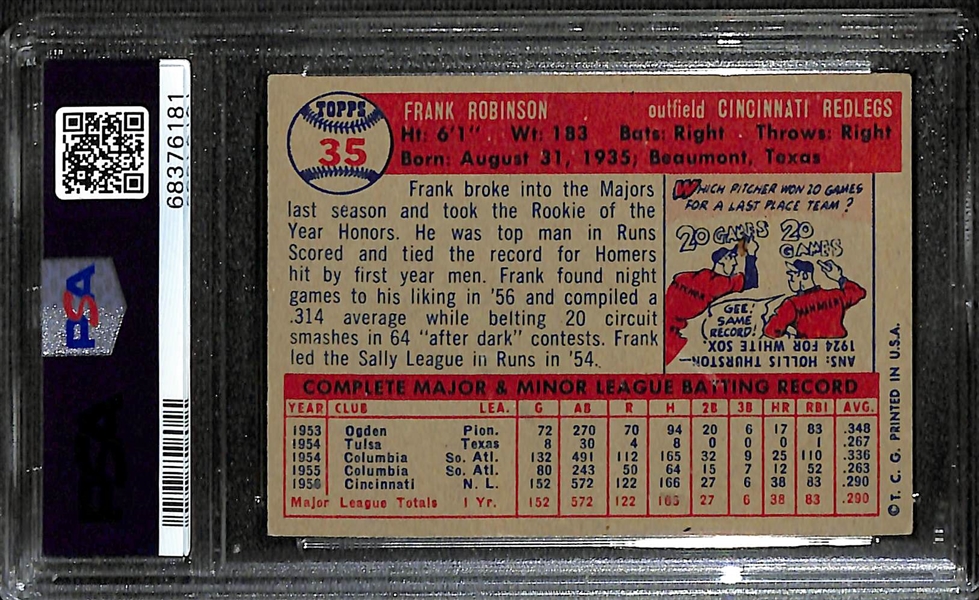 68376181
PSA
TOPPS
35
FRANK ROBINSON outfield CINCINNATI REDLEGS
Ht: 6'1" Wt: 183 Bats: Right Throws: Right
Born: August 31, 1935, Beaumont, Texas
Frank broke into the Majors
last season and took the Rookie of the
Year Honors. He was top man in Runs
Scored and tied the record for Homers
hit by first year men. Frank found night
games to his liking in '56 and compiled a
.314 average while belting 20 circuit
smashes in 64 "after dark" contests. Frank
led the Sally League in Runs in '54.
WHICH PITCHER WON 20 GAMES
FOR A LAST PLACE TEAM?
20 GAMES
20 GAMES
PITCHER
MANAGER
GEE!
SAME
RECORD!
ANS: HOLLIS THURSTON—
1924 FOR WHITE SOX
COMPLETE MAJOR & MINOR LEAGUE BATTING RECORD
YEAR CLUB LEA. G AB R H 2B 3B HR RBI AVG.
1953 Ogden Pion. 72 270 70 94 20 6 17 83 .348
1954 Tulsa Texas 8 30 4 8 0 0 0 1 .267
1954 Columbia So. Atl. 132 491 112 165 32 9 25 110 .336
1955 Columbia So. Atl. 80 243 50 64 15 7 12 52 .263
1956 Cincinnati N. L. 152 572 122 166 27 6 38 83 .290
Major League Totals 1 Yr. 152 572 122 166 27 6 38 83 .290
© T. C. G. PRINTED IN U.S.A.